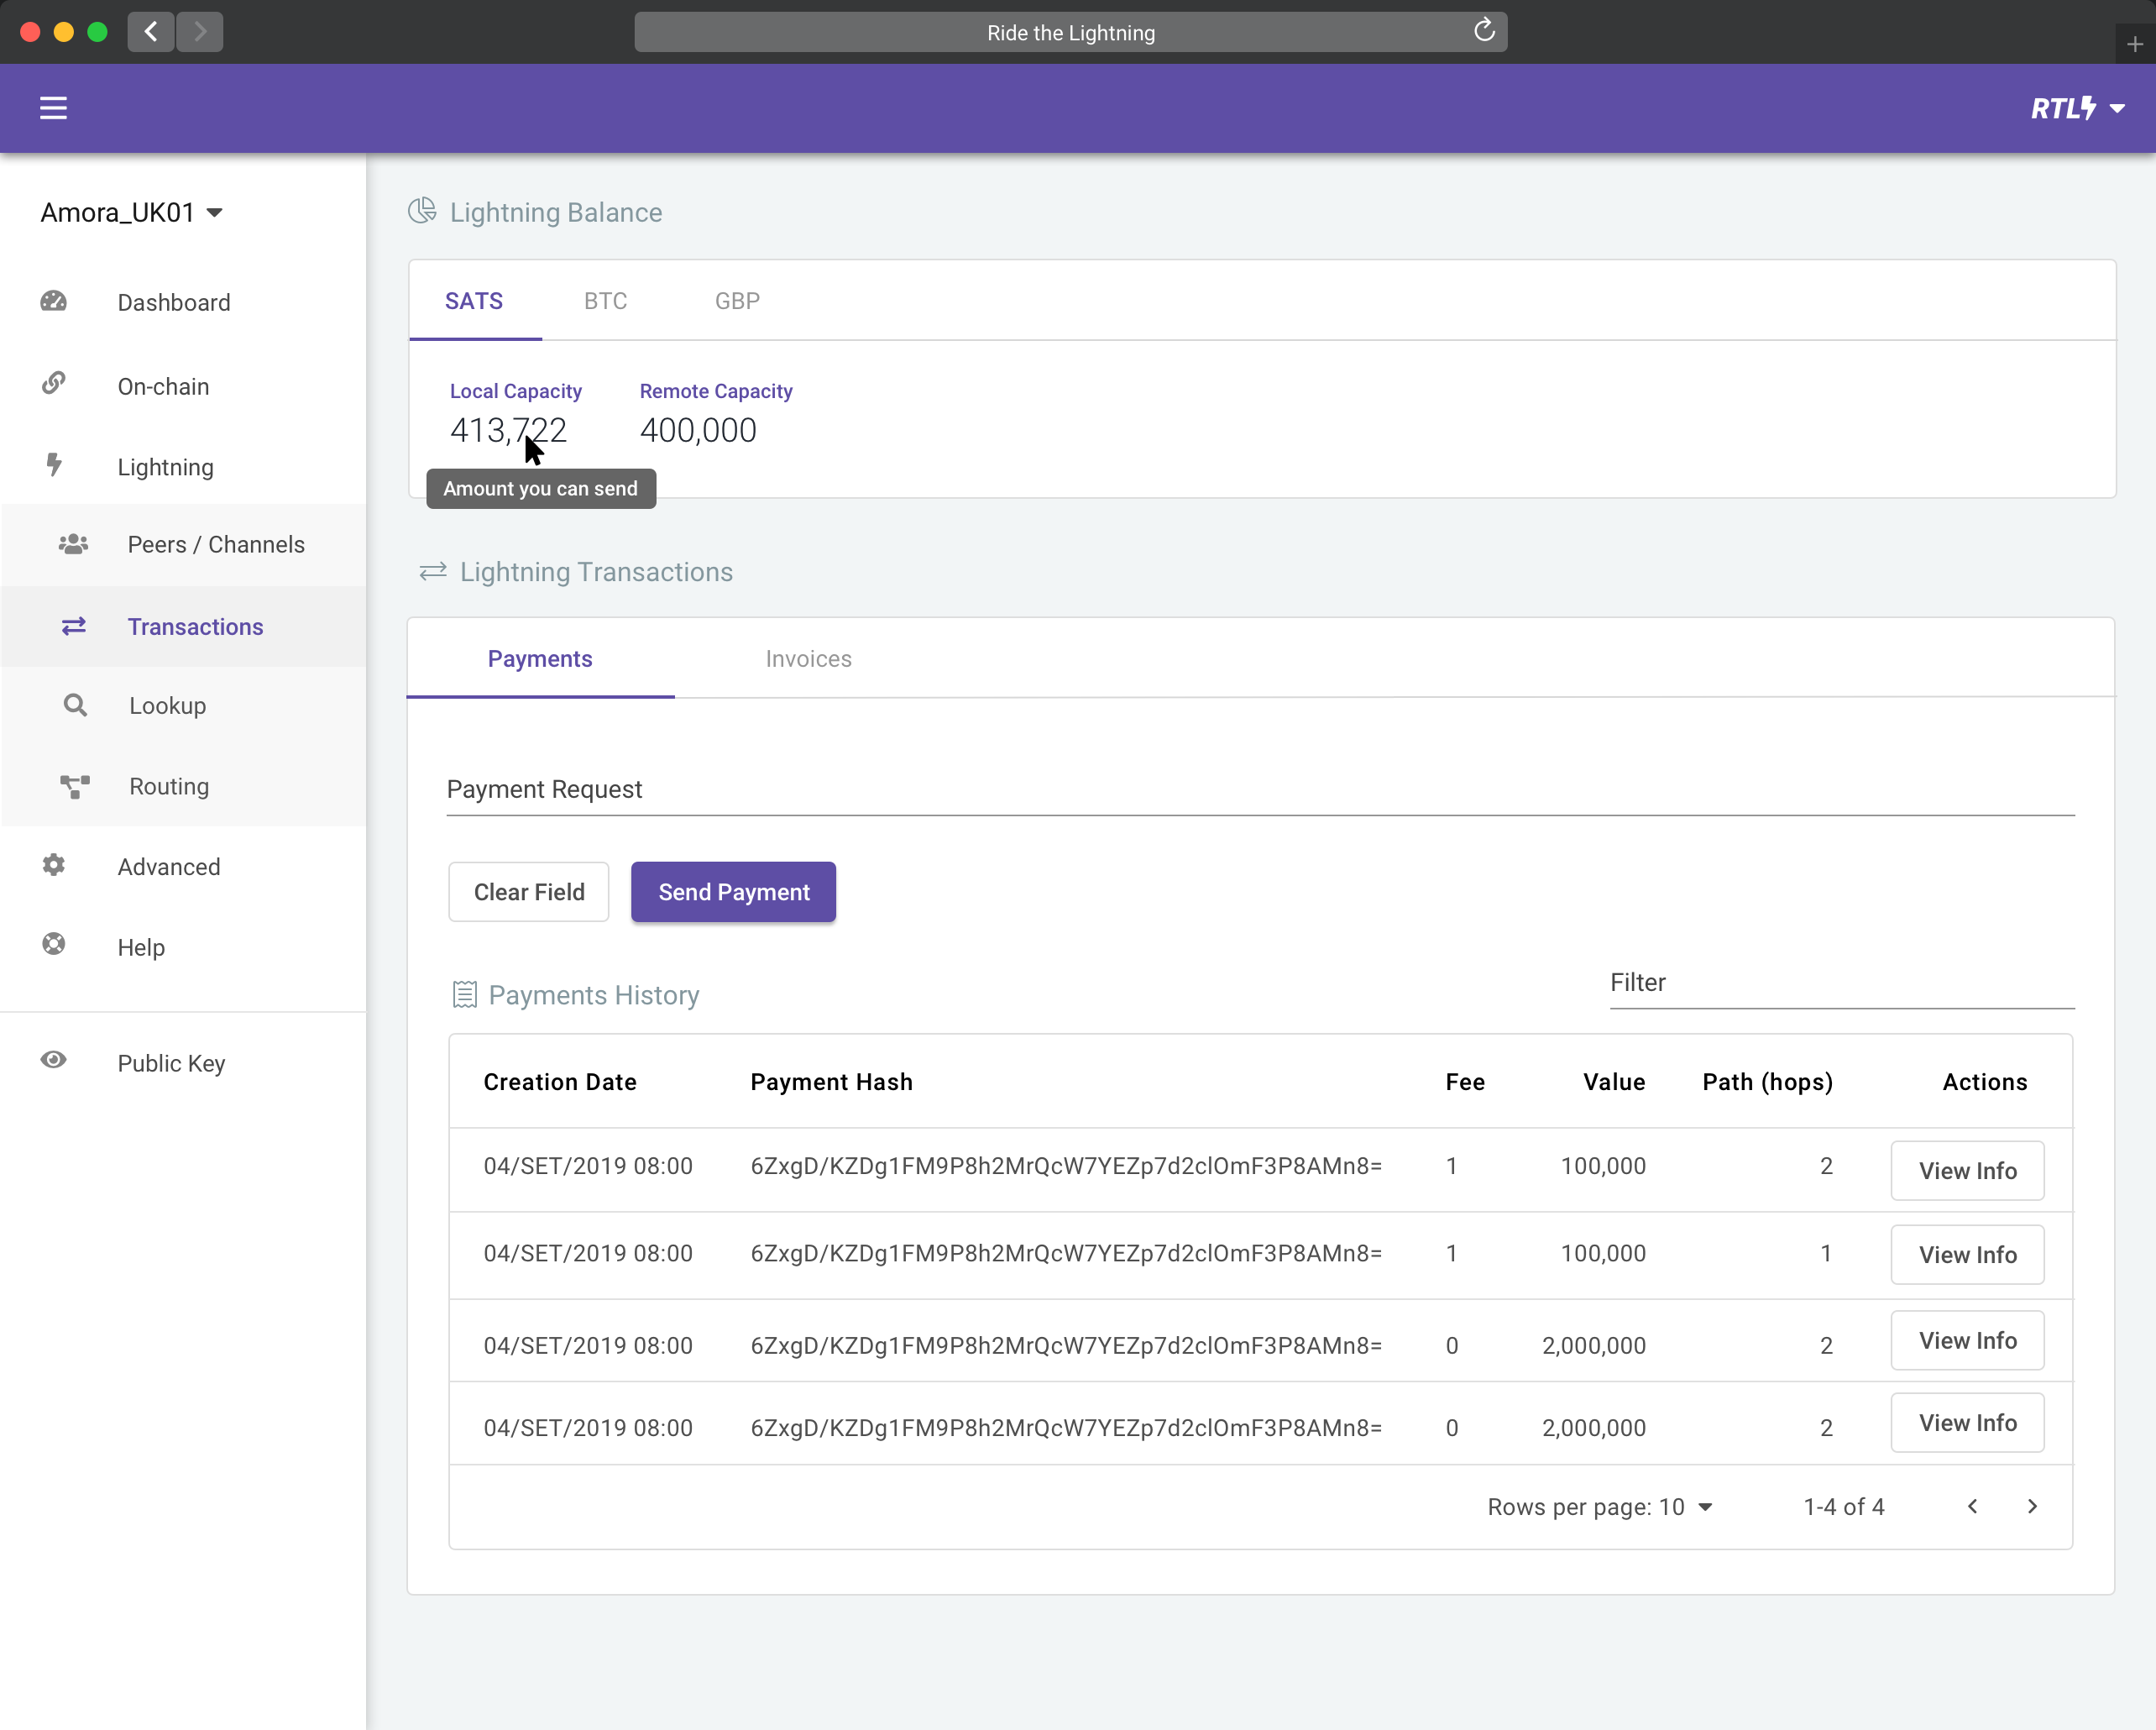 Ride the Lightning
RTL
Amora_UK01
Dashboard
On-chain
Lightning
Peers / Channels
Transactions
Lookup
Routing
Advanced
Help
Public Key
Lightning Balance
SATS BTC GBP
Local Capacity Remote Capacity
413,722 400,000
Amount you can send
Lightning Transactions
Payments Invoices
Payment Request
Clear Field Send Payment
Payments History Filter
Creation Date Payment Hash Fee Value Path (hops) Actions
04/SET/2019 08:00 6ZxgD/KZDg1FM9P8h2MrQcW7YEZp7d2clOmF3P8AMn8= 1 100,000 2 View Info
04/SET/2019 08:00 6ZxgD/KZDg1FM9P8h2MrQcW7YEZp7d2clOmF3P8AMn8= 1 100,000 1 View Info
04/SET/2019 08:00 6ZxgD/KZDg1FM9P8h2MrQcW7YEZp7d2clOmF3P8AMn8= 0 2,000,000 2 View Info
04/SET/2019 08:00 6ZxgD/KZDg1FM9P8h2MrQcW7YEZp7d2clOmF3P8AMn8= 0 2,000,000 2 View Info
Rows per page: 10 1-4 of 4